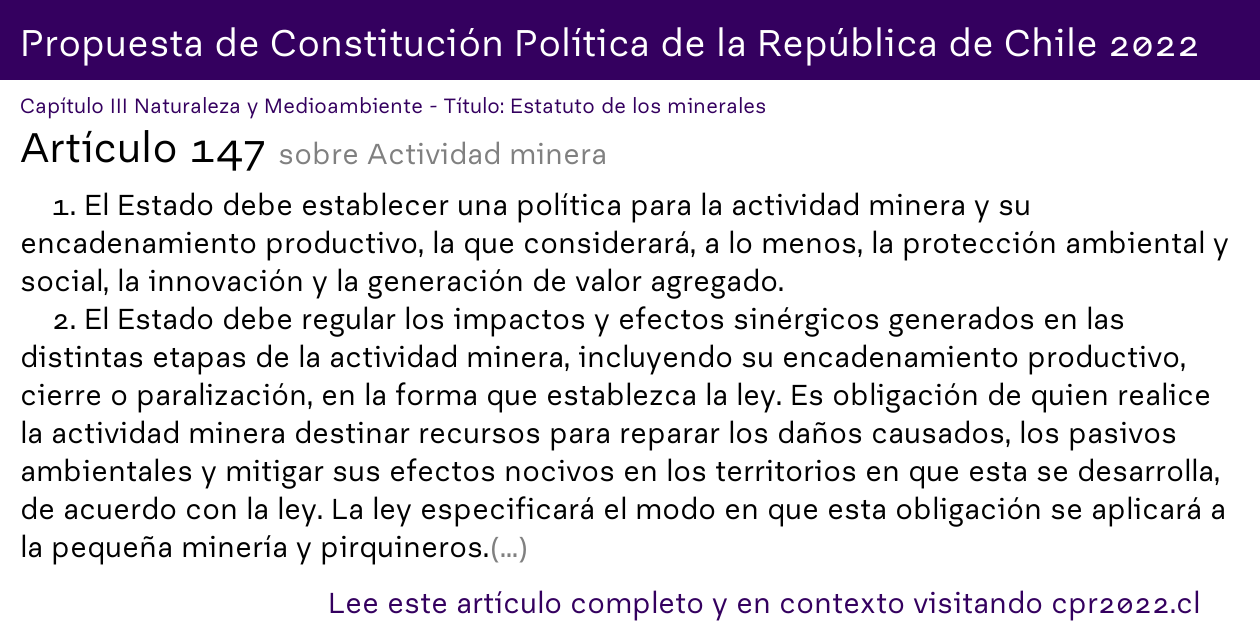 Propuesta de Constitución Política de la República de Chile 2022
Capítulo III Naturaleza y Medioambiente - Título: Estatuto de los minerales
Artículo 147 sobre Actividad minera
1. El Estado debe establecer una política para la actividad minera y su
encadenamiento productivo, la que considerará, a lo menos, la protección ambiental y
social, la innovación y la generación de valor agregado.
2. El Estado debe regular los impactos y efectos sinérgicos generados en las
distintas etapas de la actividad minera, incluyendo su encadenamiento productivo,
cierre o paralización, en la forma que establezca la ley. Es obligación de quien realice
la actividad minera destinar recursos para reparar los daños causados, los pasivos
ambientales y mitigar sus efectos nocivos en los territorios en que esta se desarrolla,
de acuerdo con la ley. La ley especificará el modo en que esta obligación se aplicará a
la pequeña minería y pirquineros.(...)
Lee este artículo completo y en contexto visitando cpr2022.cl